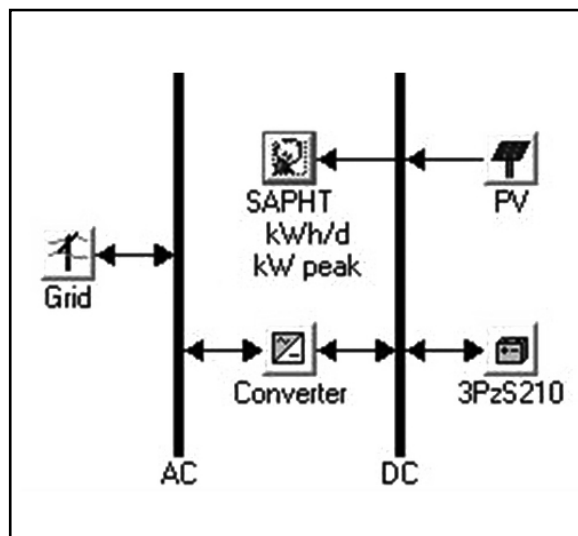 SAPHT
kWh/d
kW peak
PV
Grid
Converter
3PzS210
AC
DC